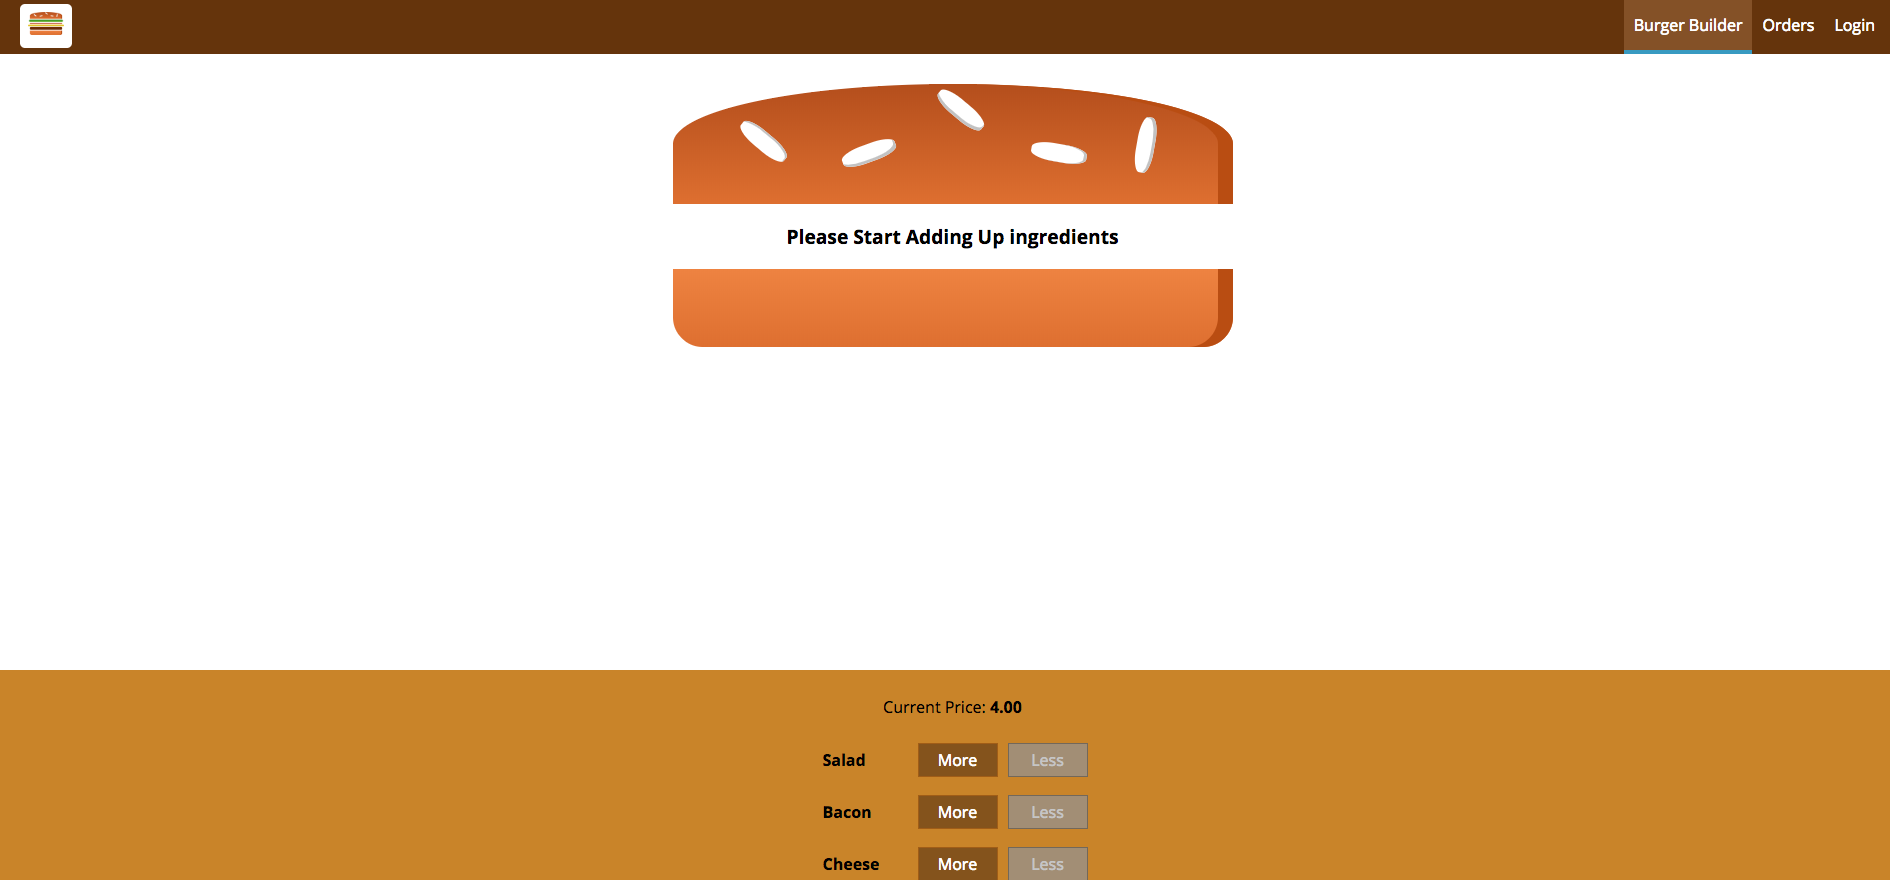 Burger Builder Orders Login
Please Start Adding Up ingredients
Current Price: 4.00
Salad More Less
Bacon More Less
Cheese More Less